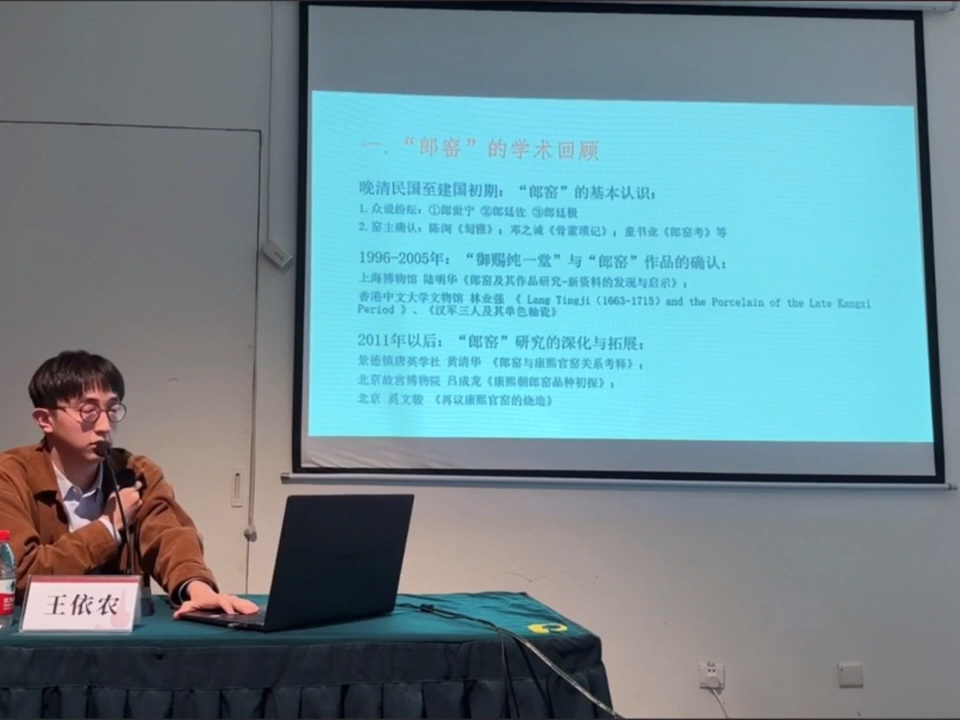 一．“郎窑”的学术回顾
晚清民国至建国初期：“郎窑”的基本认识：
1.众说纷纭：①郎世宁 ②郎廷佐 ③郎廷极
2.窑主确认：陈浏《匋雅》；邓之诚《骨董琐记》；童书业《郎窑考》等
1996-2005年：“御赐纯一堂”与“郎窑”作品的确认：
上海博物馆 陆明华《郎窑及其作品研究-新资料的发现与启示》；
香港中文大学文物馆 林业强 《 Lang Tingji（1663-1715）and the Porcelain of the Late Kangxi
Period 》、《汉军三人及其单色釉瓷》
2011年以后：“郎窑”研究的深化与拓展：
景德镇唐英学社 黄清华 《郎窑与康熙官窑关系考释》；
北京故宫博物院 吕成龙《康熙朝郎窑品种初探》；
北京 奚文骏 《再议康熙官窑的烧造》
王依农